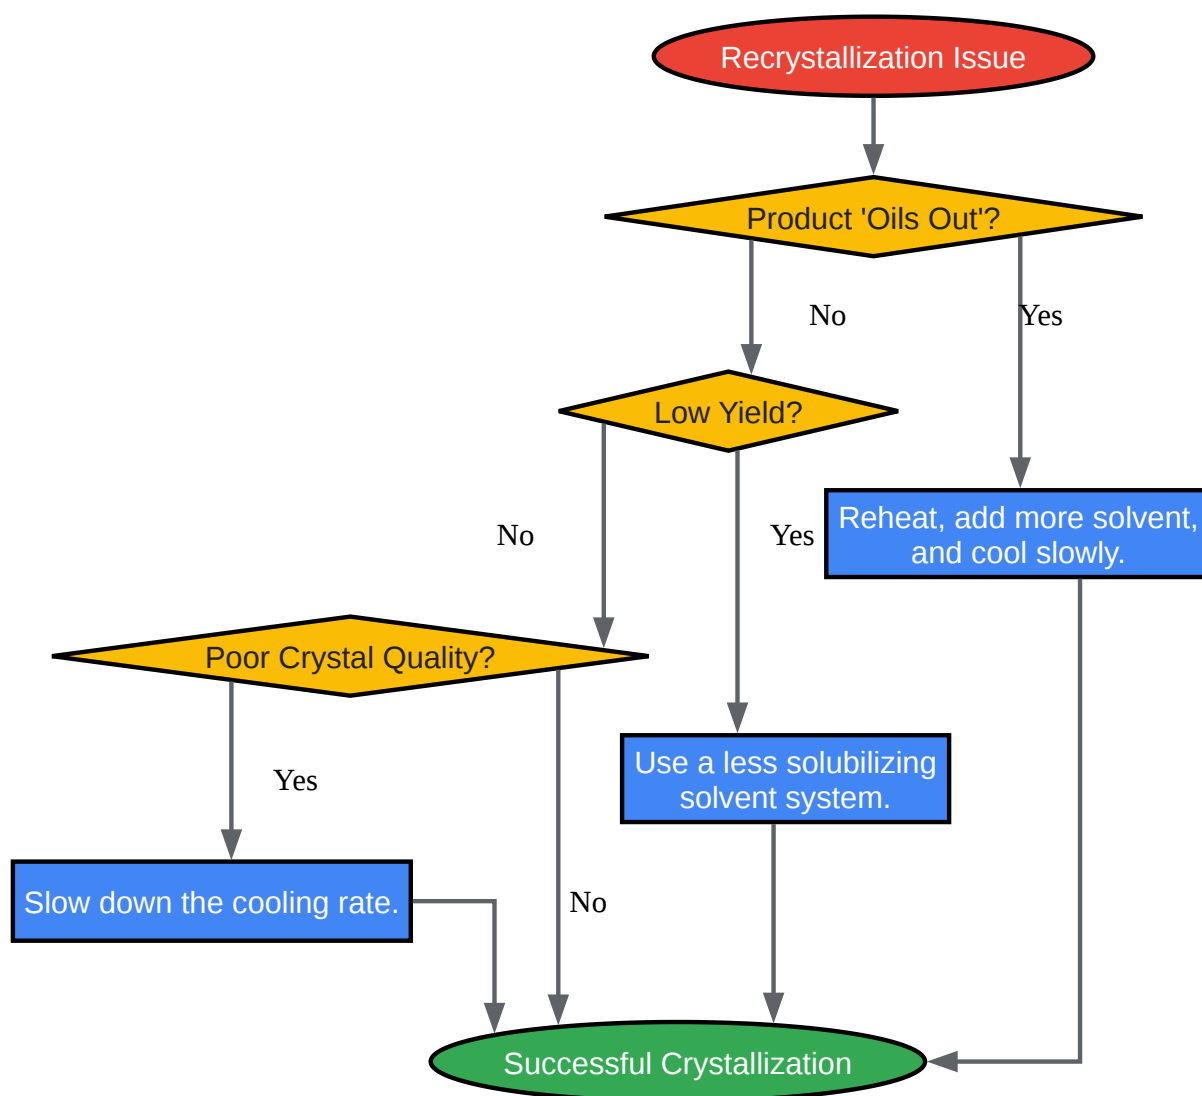 Recrystallization Issue
Product 'Oils Out'?
No
Yes
Low Yield?
Reheat, add more solvent,
and cool slowly.
No
Yes
Poor Crystal Quality?
Use a less solubilizing
solvent system.
Yes
Slow down the cooling rate.
No
Successful Crystallization